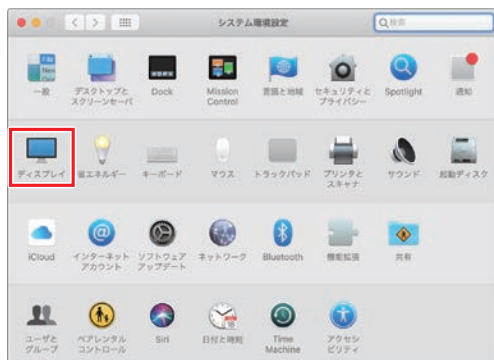 システム環境設定
検索
一般
デスクトップと
スクリーンセーバ
Dock
Mission
Control
言語と地域
セキュリティと
プライバシー
Spotlight
通知
ディスプレイ
省エネルギー
キーボード
マウス
トラックパッド
プリンタと
スキャナ
サウンド
起動ディスク
iCloud
インターネット
アカウント
ソフトウェア
アップデート
ネットワーク
Bluetooth
機能拡張
共有
ユーザと
グループ
ペアレンタル
コントロール
Siri
日付と時刻
Time
Machine
アクセシ
ビリティ